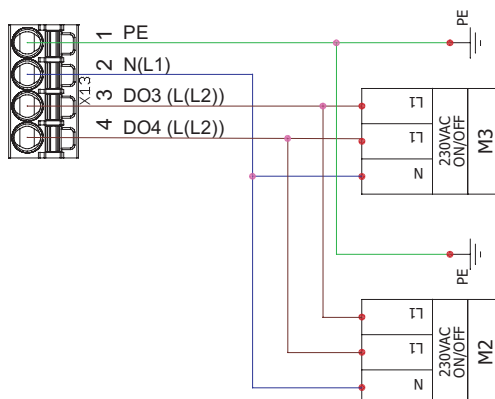 1 PE
2 N(L1)
3 DO3 (L(L2))
4 DO4 (L(L2))
X13
PE
L1
L1
N
230VAC
ON/OFF
M3
PE
L1
L1
N
230VAC
ON/OFF
M2